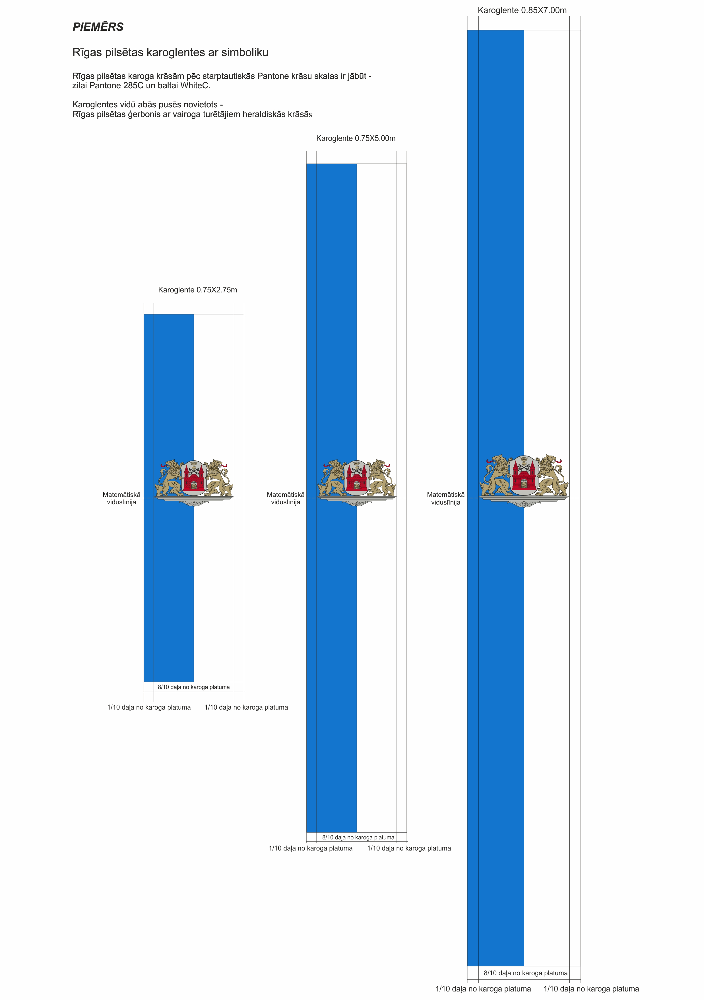 PIEMĒRS
Rīgas pilsētas karoglentes ar simboliku
Rīgas pilsētas karoga krāsām pēc starptautiskās Pantone krāsu skalas ir jābūt -
zilai Pantone 285C un baltai WhiteC.
Karoglentes vidū abās pusēs novietots -
Rīgas pilsētas ģerbonis ar vairoga turētājiem heraldiskās krāsās
Karoglente 0.75X2.75m
Matemātiskā
viduslīnija
8/10 daļa no karoga platuma
1/10 daļa no karoga platuma
1/10 daļa no karoga platuma
Karoglente 0.75X5.00m
Matemātiskā
viduslīnija
8/10 daļa no karoga platuma
1/10 daļa no karoga platuma
1/10 daļa no karoga platuma
Karoglente 0.85X7.00m
Matemātiskā
viduslīnija
8/10 daļa no karoga platuma
1/10 daļa no karoga platuma
1/10 daļa no karoga platuma